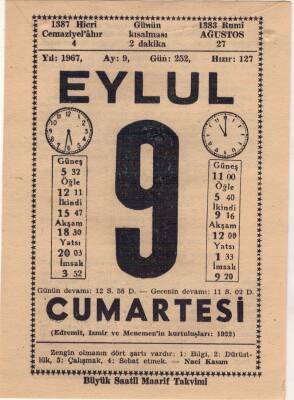 1387 Hicri
Cemaziyel'âhır
4
Günün
kısalması
2 dakika
1383 Rumî
AĞUSTOS
27
Yıl: 1967, Ay: 9, Gün: 252, Hızır: 127
EYLUL
Güneş
5 32
Öğle
12 11
İkindi
15 47
Akşam
18 30
Yatsı
20 03
İmsak
3 52
9
Güneş
11 00
Öğle
5 40
İkindi
9 16
Akşam
12 00
Yatsı
1 33
İmsak
9 20
Günün devamı: 12 S. 58 D. — Gecenin devamı: 11 S. 02 D.
CUMARTESİ
(Edremit, İzmir ve Menemen'in kurtuluşları: 1922)
Zengin olmanın dört şartı vardır: 1: Bilgi, 2: Dürüst-
lük, 3: Çalışmak, 4: Sebat etmek. — Naci Kasım
Büyük Saatli Maarif Takvimi